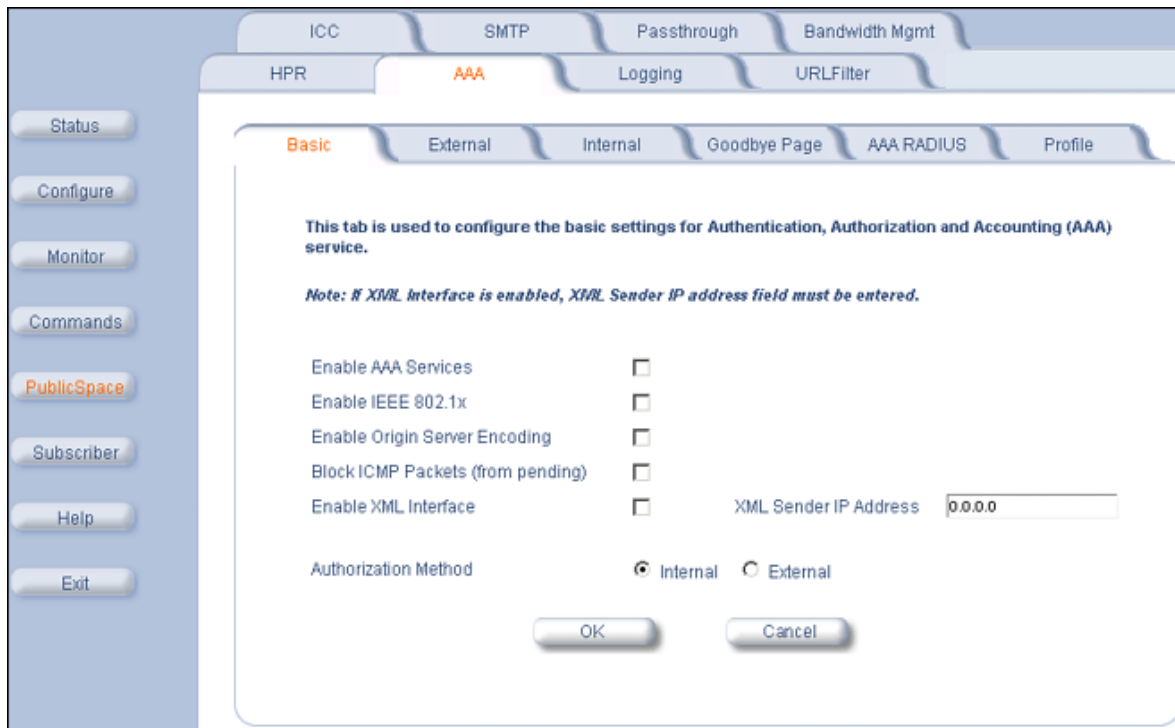 ICC SMTP Passthrough Bandwidth Mgmt
HPR AAA Logging URLFilter
Status
Configure
Monitor
Commands
PublicSpace
Subscriber
Help
Exit
Basic External Internal Goodbye Page AAA RADIUS Profile
This tab is used to configure the basic settings for Authentication, Authorization and Accounting (AAA)
service.
Note: If XML Interface is enabled, XML Sender IP address field must be entered.
Enable AAA Services
Enable IEEE 802.1x
Enable Origin Server Encoding
Block ICMP Packets (from pending)
Enable XML Interface XML Sender IP Address 0.0.0.0
Authorization Method Internal External
OK Cancel